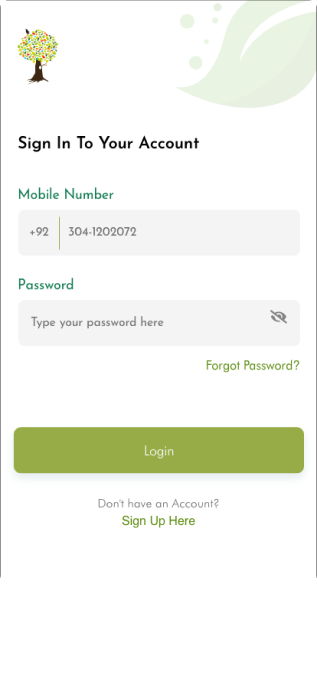 Sign In To Your Account
Mobile Number
+92 304-1202072
Password
Type your password here
Forgot Password?
Login
Don't have an Account?
Sign Up Here